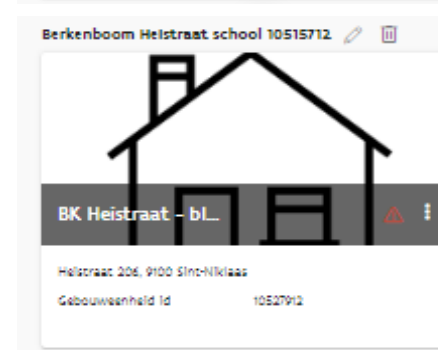 Berkenboom Heistraat school 10515712
BK Heistraat - bl...
Heistraat 206, 9100 Sint-Niklaas
Gebouweenheid id 10527912